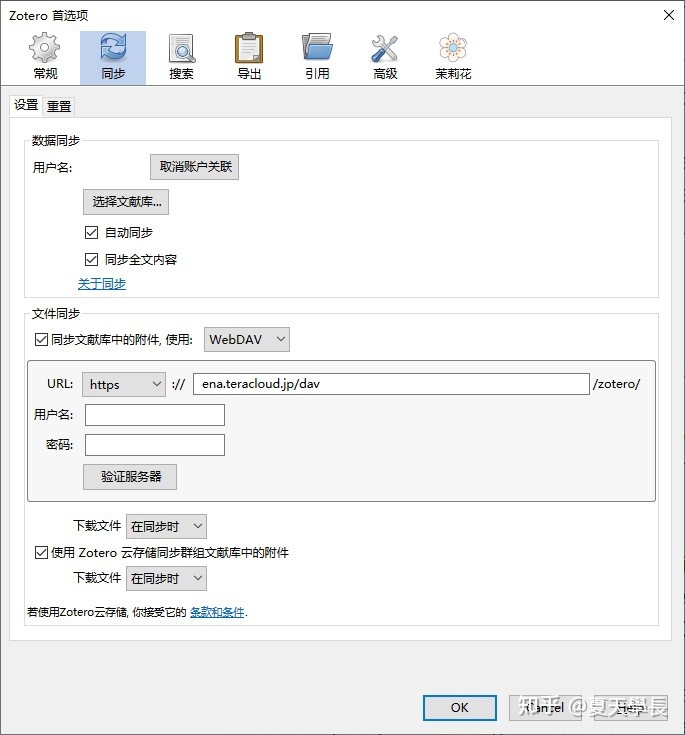 Zotero 首选项
常规 同步 搜索 导出 引用 高级 茉莉花
设置 重置
数据同步
用户名: 取消账户关联
选择文献库...
自动同步
同步全文内容
关于同步
文件同步
同步文献库中的附件, 使用: WebDAV
URL: https :// ena.teracloud.jp/dav /zotero/
用户名:
密码:
验证服务器
下载文件 在同步时
使用 Zotero 云存储同步群组文献库中的附件
下载文件 在同步时
若使用Zotero云存储, 你接受它的 条款和条件.
OK Cancel Help
知乎 @夏天學長